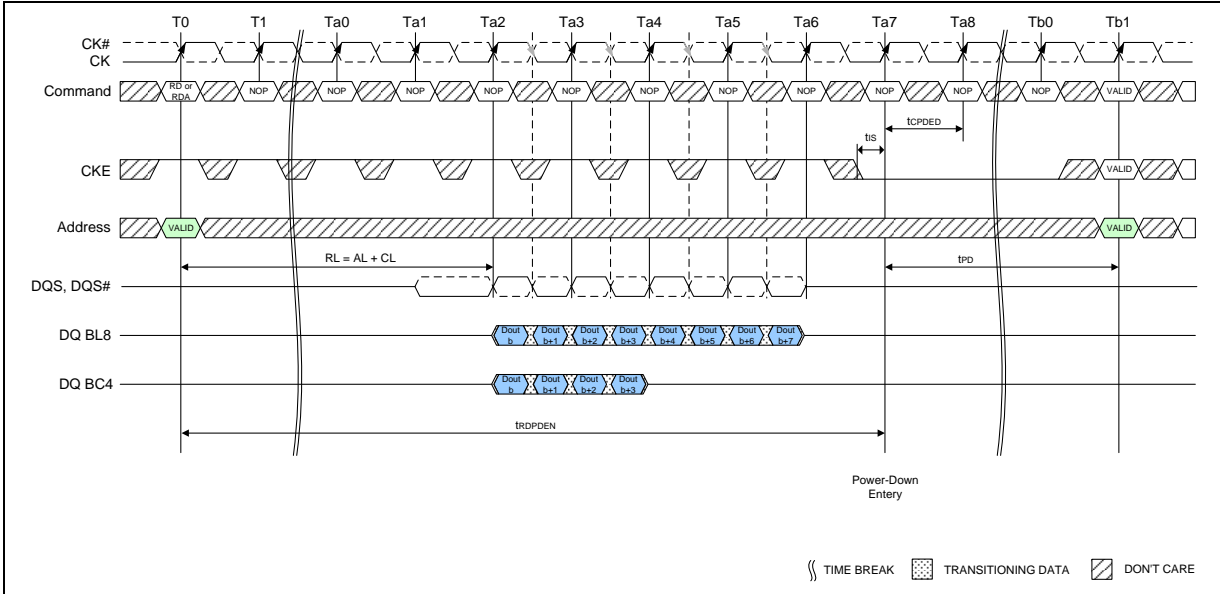 T0 T1 Ta0 Ta1 Ta2 Ta3 Ta4 Ta5 Ta6 Ta7 Ta8 Tb0 Tb1
CK#
CK
Command
RD or
RDA
NOP NOP NOP NOP NOP NOP NOP NOP NOP NOP NOP VALID
tCPDED
tIS
CKE
VALID
Address
VALID VALID
RL = AL + CL
tPD
DQS, DQS#
DQ BL8
Dout Dout Dout Dout Dout Dout Dout Dout
b b+1 b+2 b+3 b+4 b+5 b+6 b+7
DQ BC4
Dout Dout Dout Dout
b b+1 b+2 b+3
tRDPDEN
Power-Down
Entery
TIME BREAK TRANSITIONING DATA DON'T CARE